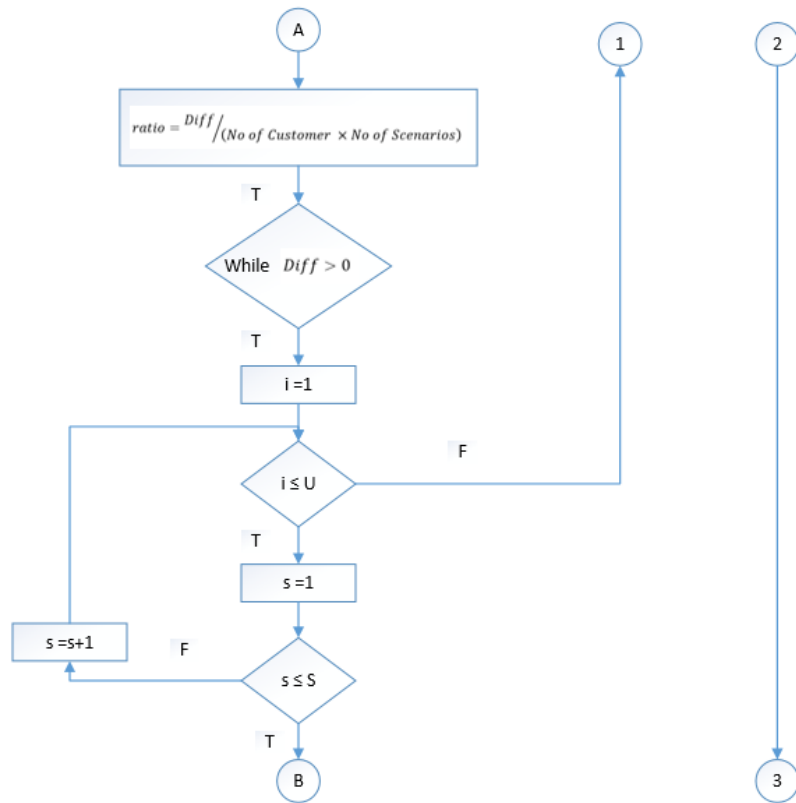 A
1
2
ratio = Diff/(No of Customer × No of Scenarios)
T
While Diff > 0
T
i =1
F
i ≤ U
T
s =1
s =s+1
F
s ≤ S
T
B
3